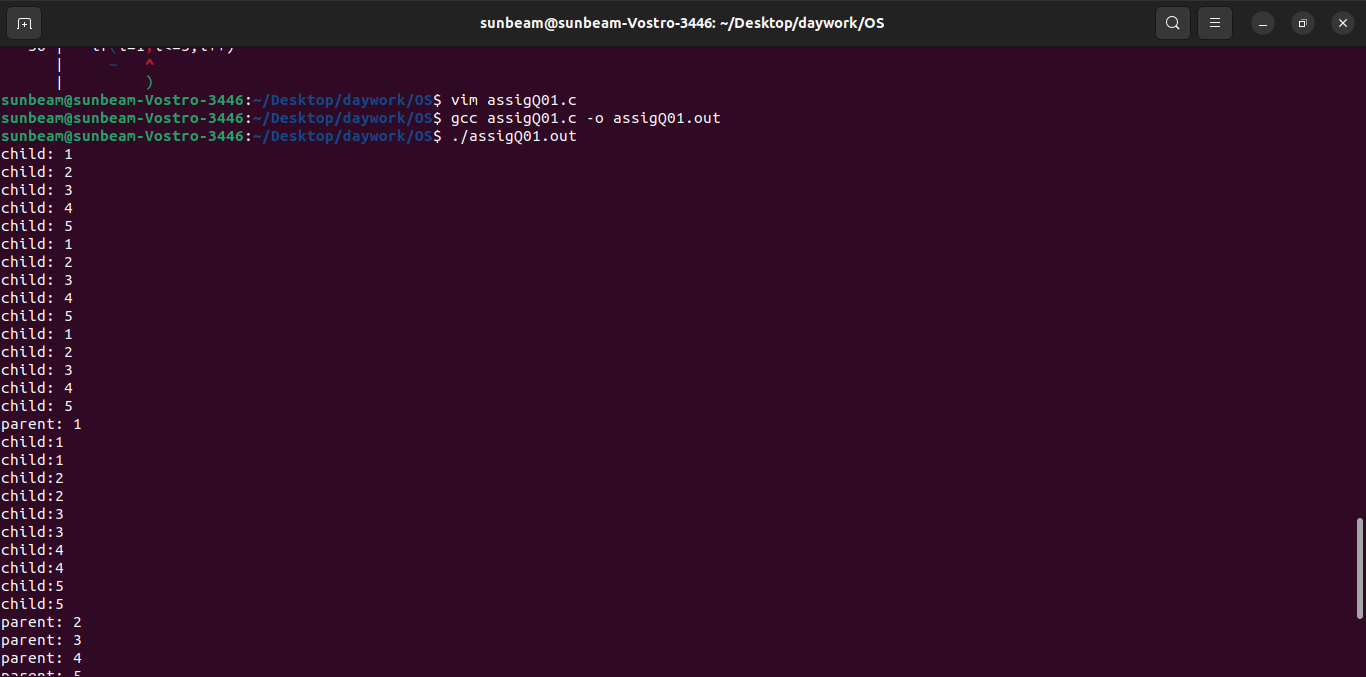 sunbeam@sunbeam-Vostro-3446: ~/Desktop/daywork/OS
|
| )
sunbeam@sunbeam-Vostro-3446:~/Desktop/daywork/OS$ vim assigQ01.c
sunbeam@sunbeam-Vostro-3446:~/Desktop/daywork/OS$ gcc assigQ01.c -o assigQ01.out
sunbeam@sunbeam-Vostro-3446:~/Desktop/daywork/OS$ ./assigQ01.out
child: 1
child: 2
child: 3
child: 4
child: 5
child: 1
child: 2
child: 3
child: 4
child: 5
child: 1
child: 2
child: 3
child: 4
child: 5
parent: 1
child:1
child:1
child:2
child:2
child:3
child:3
child:4
child:4
child:5
child:5
parent: 2
parent: 3
parent: 4
parent: 5